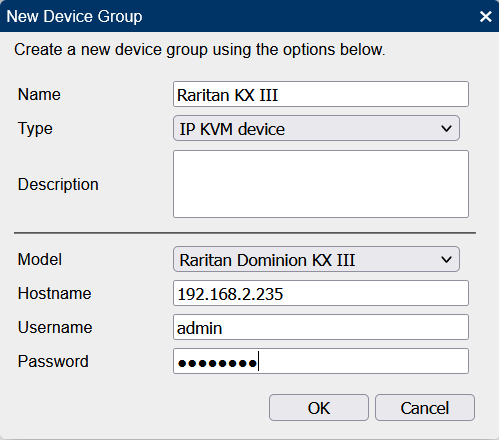 New Device Group
Create a new device group using the options below.
Name Raritan KX III
Type IP KVM device
Description
Model Raritan Dominion KX III
Hostname 192.168.2.235
Username admin
Password ●●●●●●●●
OK Cancel